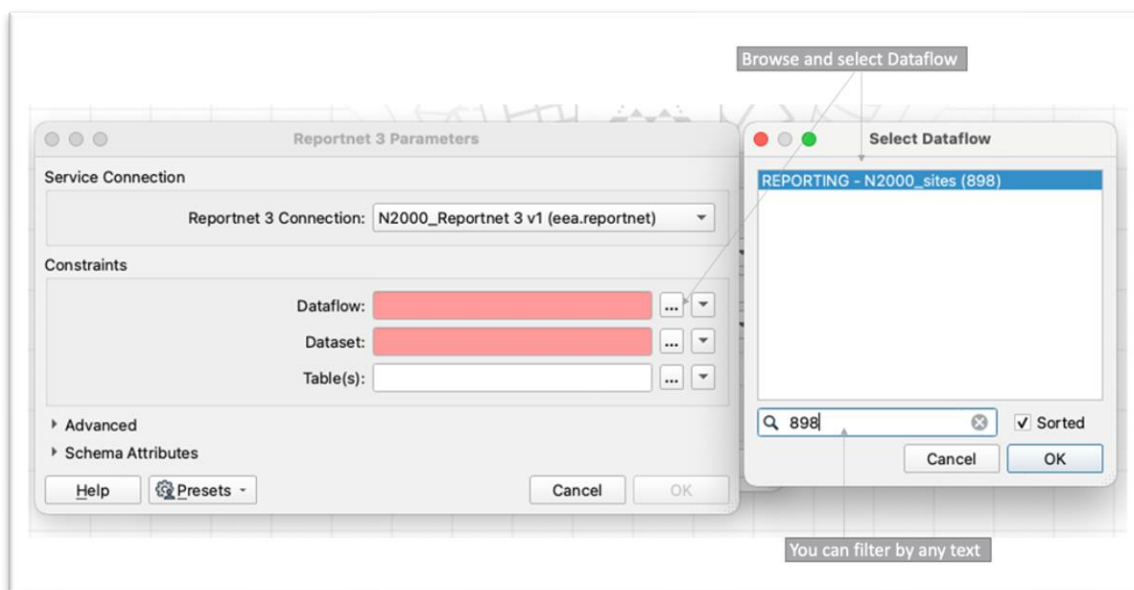 Browse and select Dataflow
Reportnet 3 Parameters
Service Connection
Reportnet 3 Connection: N2000_Reportnet 3 v1 (eea.reportnet)
Constraints
Dataflow: ...
Dataset: ...
Table(s): ...
Advanced
Schema Attributes
Help Presets Cancel OK
Select Dataflow
REPORTING - N2000_sites (898)
898 Sorted
Cancel OK
You can filter by any text